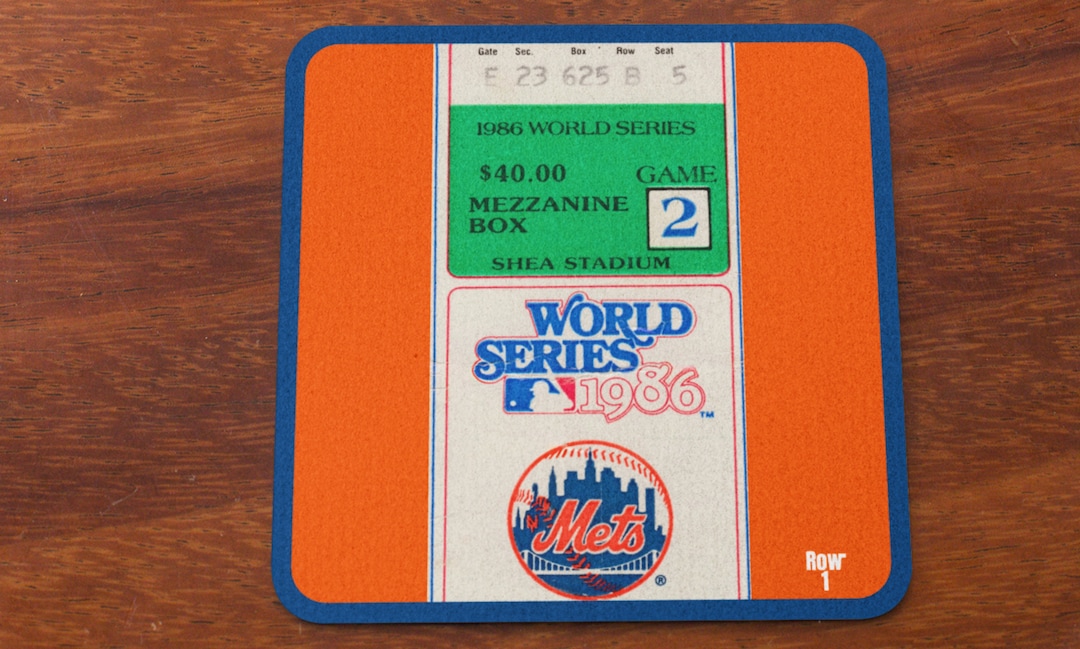 Gate Sec. Box Row Seat
E 23 625 B 5
1986 WORLD SERIES
$40.00 GAME
MEZZANINE
BOX
2
SHEA STADIUM
WORLD
SERIES
1986 ™
Mets
®
Row
1